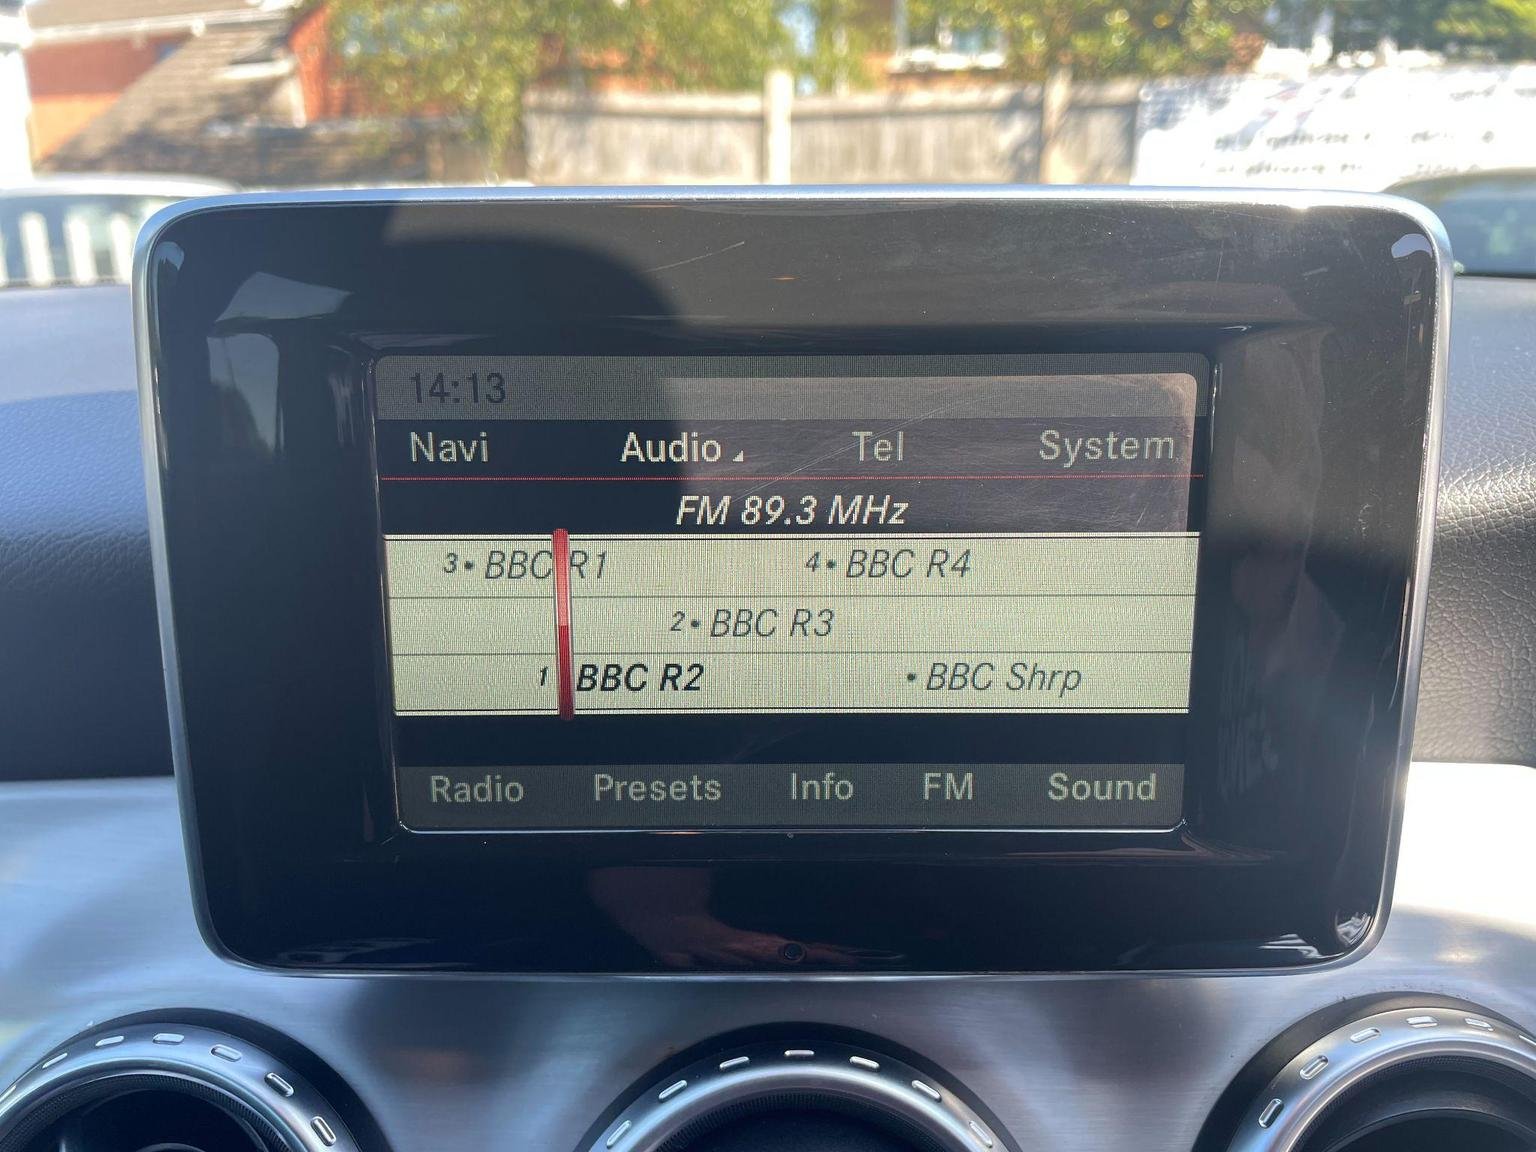 14:13
Navi Audio Tel System
FM 89.3 MHz
3• BBC R1 4• BBC R4
2• BBC R3
1 BBC R2 • BBC Shrp
Radio Presets Info FM Sound